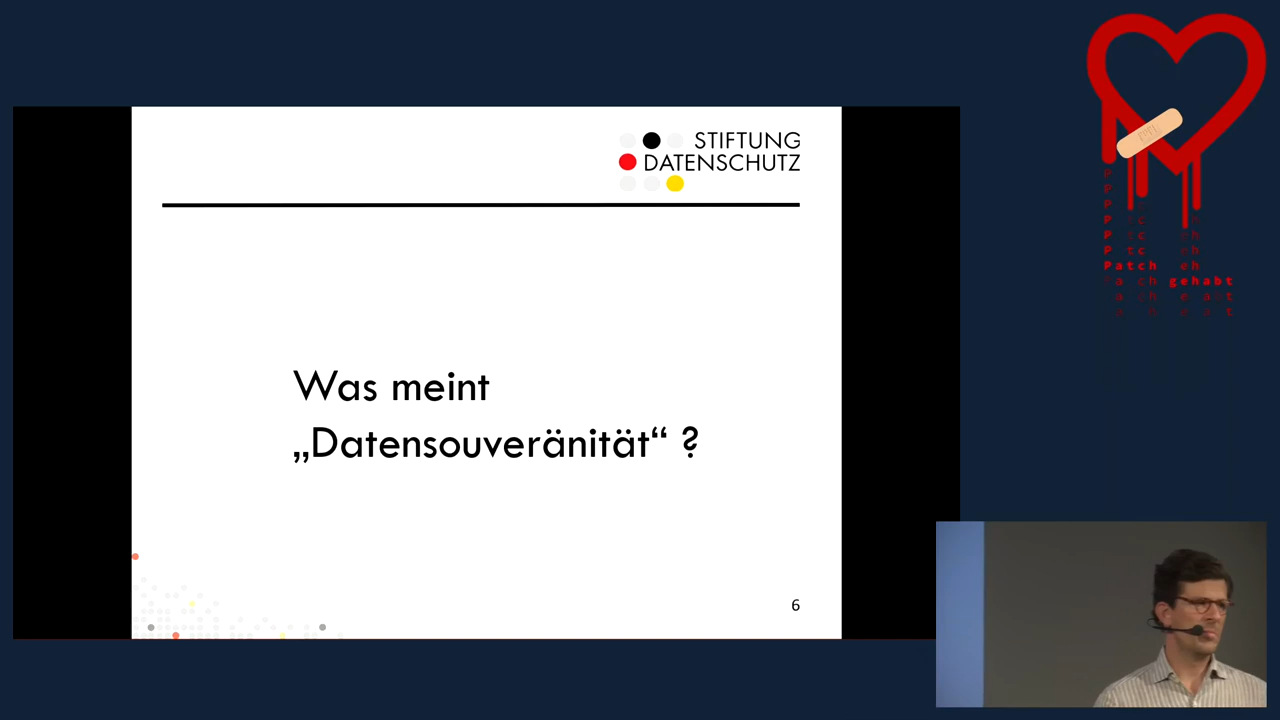 STIFTUNG
DATENSCHUTZ
Was meint
„Datensouveränität“ ?
6
Patch
gehabt